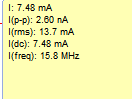 I: 7.48 mA
I(p-p): 2.60 nA
I(rms): 13.7 mA
I(dc): 7.48 mA
I(freq): 15.8 MHz